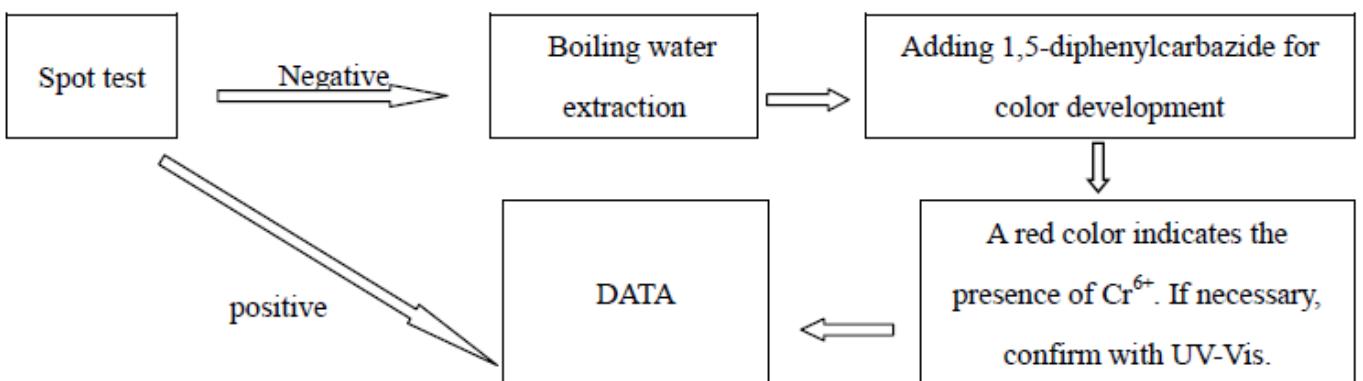 Spot test
Negative
Boiling water
extraction
Adding 1,5-diphenylcarbazide for
color development
A red color indicates the
presence of Cr⁶⁺. If necessary,
confirm with UV-Vis.
DATA
positive